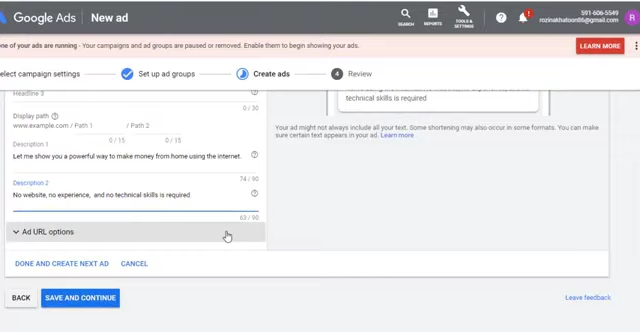 Google Ads New ad
SEARCH REPORTS TOOLS & SETTINGS
591-606-5549
rozinakhatoon86@gmail.com R
one of your ads are running - Your campaigns and ad groups are paused or removed. Enable them to begin showing your ads. LEARN MORE
elect campaign settings Set up ad groups Create ads 4 Review
Headline 3
0 / 30
technical skills is required
Display path
www.example.com / Path 1 / Path 2
0 / 15 0 / 15
Your ad might not always include all your text. Some shortening may also occur in some formats. You can make
sure certain text appears in your ad. Learn more
Description 1
Let me show you a powerful way to make money from home using the internet.
74 / 90
Description 2
No website, no experience, and no technical skills is required
63 / 90
Ad URL options
DONE AND CREATE NEXT AD CANCEL
BACK SAVE AND CONTINUE Leave feedback